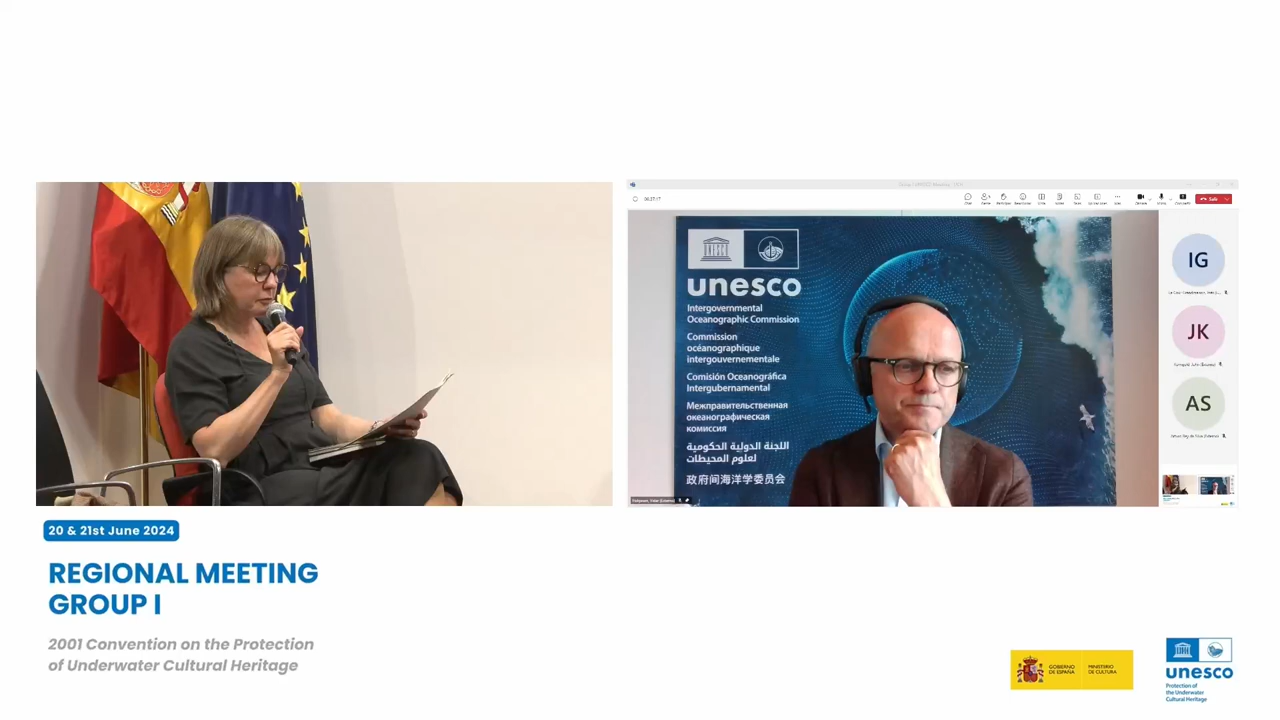 unesco
Intergovernmental
Oceanographic Commission
Commission
océanographique
intergouvernementale
Comisión Oceanográfica
Intergubernamental
Межправительственная
океанографическая
комиссия
اللجنة الدولية الحكومية
لعلوم المحيطات
政府间海洋学委员会
IG
JK
AS
20 & 21st June 2024
REGIONAL MEETING
GROUP I
2001 Convention on the Protection
of Underwater Cultural Heritage
GOBIERNO
DE ESPAÑA
MINISTERIO
DE CULTURA
unesco
Protection of
the Underwater
Cultural Heritage